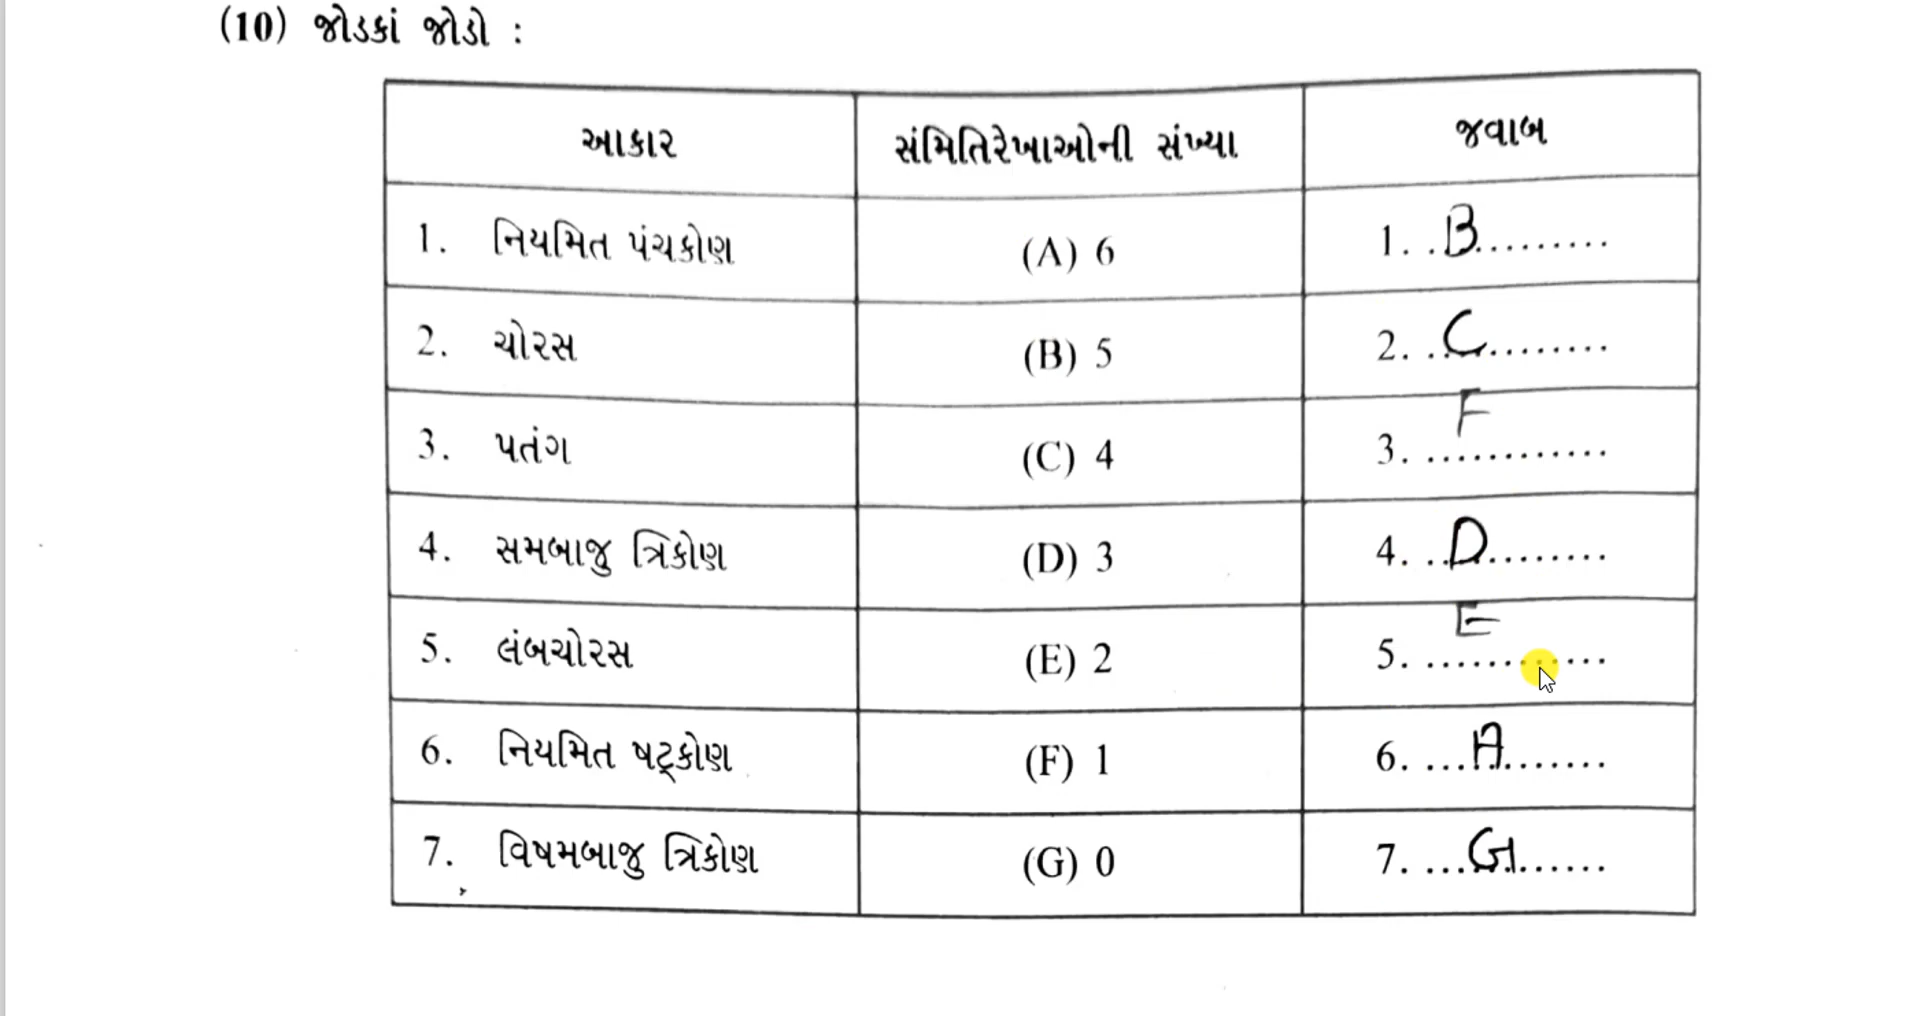 (10) જોડકાં જોડો :
આકાર સંમિતિરેખાઓની સંખ્યા જવાબ
1. નિયમિત પંચકોણ (A) 6 1. ..B.........
2. ચોરસ (B) 5 2. ..C.........
3. પતંગ (C) 4 3. F ............
4. સમબાજુ ત્રિકોણ (D) 3 4. ..D.........
5. લંબચોરસ (E) 2 5. E ............
6. નિયમિત ષટ્કોણ (F) 1 6. ...A.......
7. વિષમબાજુ ત્રિકોણ (G) 0 7. ...G.......